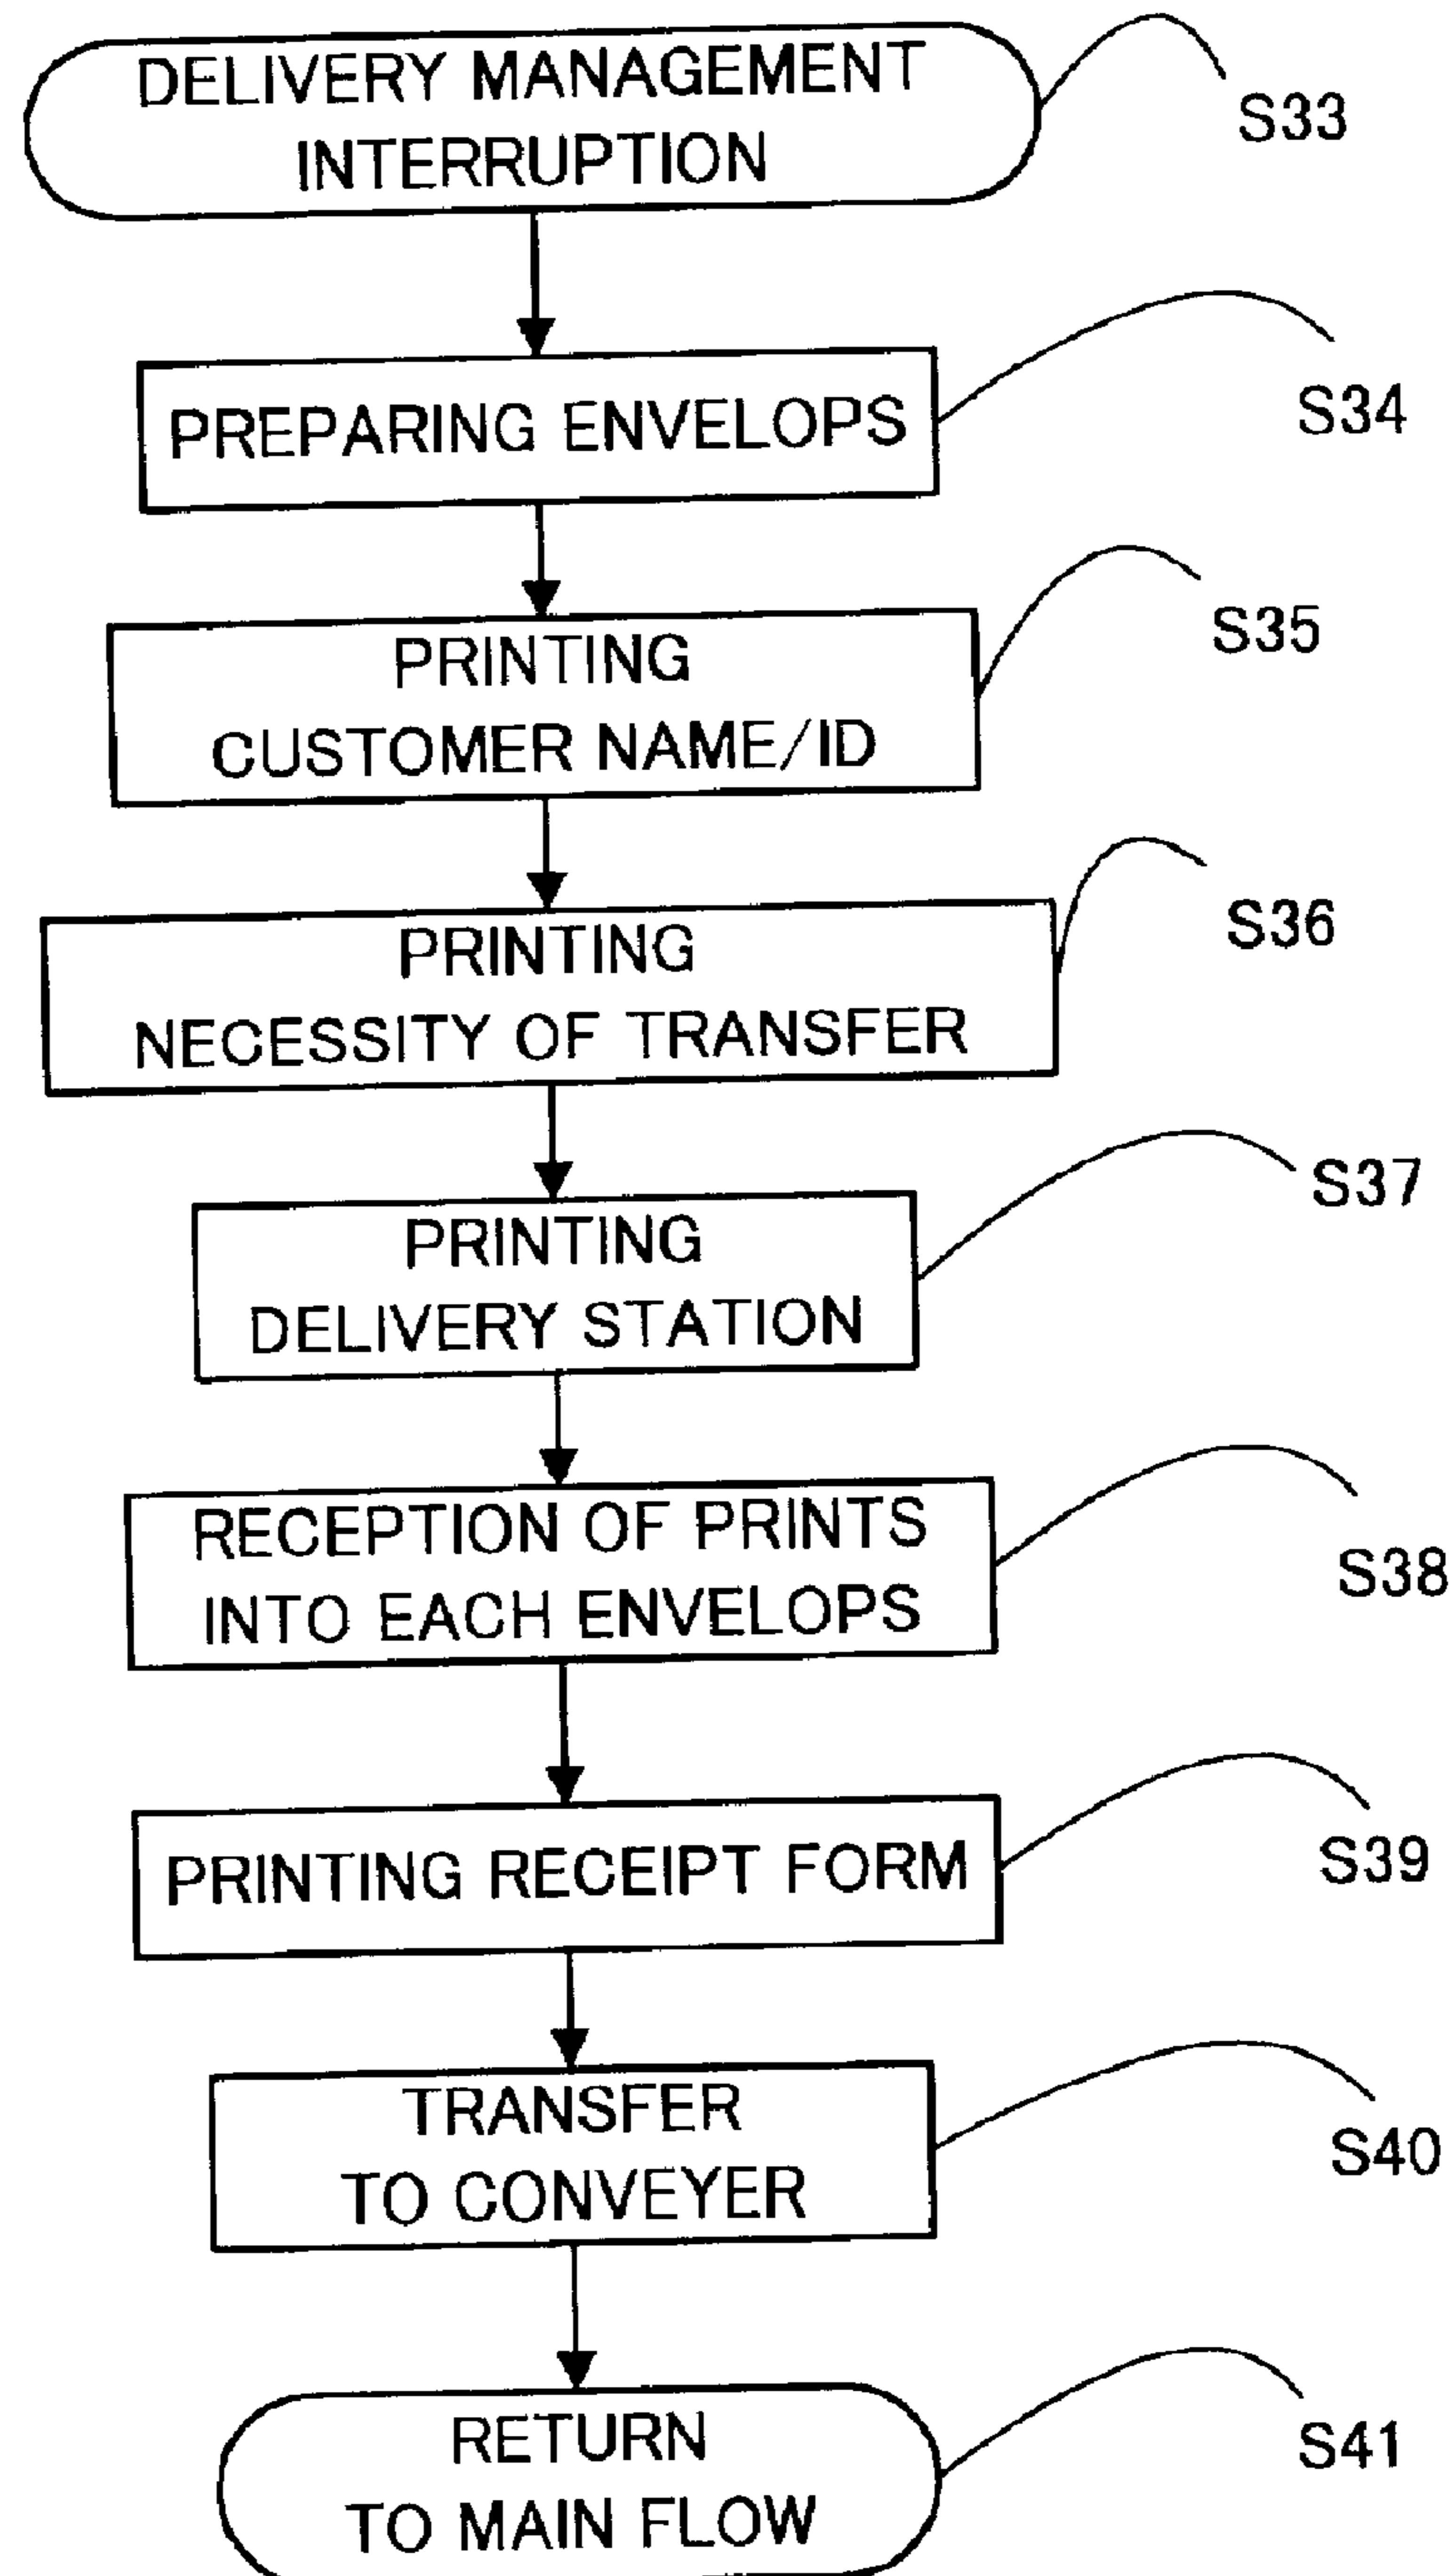 DELIVERY MANAGEMENT
INTERRUPTION
S33
PREPARING ENVELOPS
S34
PRINTING
CUSTOMER NAME/ID
S35
PRINTING
NECESSITY OF TRANSFER
S36
PRINTING
DELIVERY STATION
S37
RECEPTION OF PRINTS
INTO EACH ENVELOPS
S38
PRINTING RECEIPT FORM
S39
TRANSFER
TO CONVEYER
S40
RETURN
TO MAIN FLOW
S41